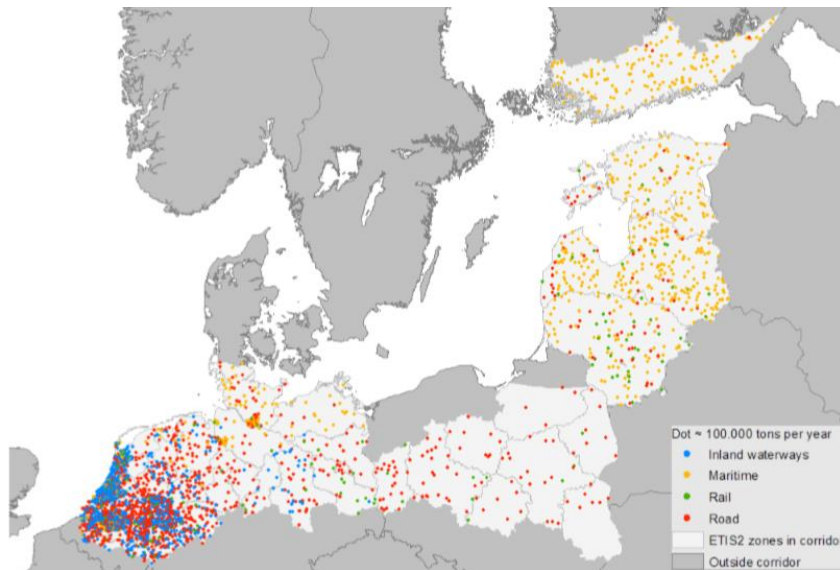 Dot ≈ 100.000 tons per year
Inland waterways
Maritime
Rail
Road
ETIS2 zones in corrido
Outside corridor